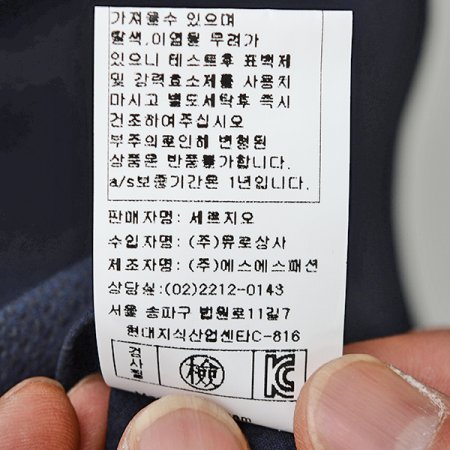 가져올수 있으며
탈색.이염될 우려가
있으니 테스트후 표백제
및 강력효소제를 사용치
마시고 별도세탁후 즉시
건조하여주십시오
부주의로인해 변형된
상품은 반품불가합니다.
a/s보증기간은 1년입니다.
판매자명: 세르지오
수입자명: (주)유로상사
제조자명: (주)에스에스패션
상담실:(02)2212-0143
서울 송파구 법원로11길7
현대지식산업센타C-816
검사필 檢